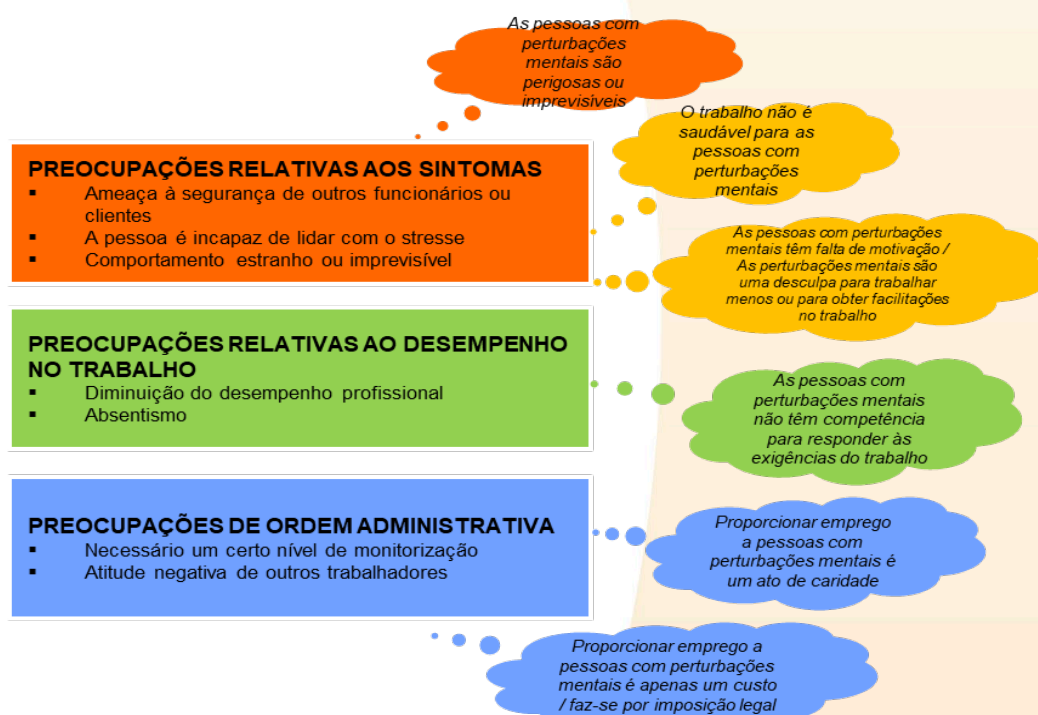 As pessoas com
perturbações
mentais são
perigosas ou
imprevisíveis
O trabalho não é
saudável para as
pessoas com
perturbações
mentais
PREOCUPAÇÕES RELATIVAS AOS SINTOMAS
▪ Ameaça à segurança de outros funcionários ou
clientes
▪ A pessoa é incapaz de lidar com o stresse
▪ Comportamento estranho ou imprevisível
As pessoas com perturbações
mentais têm falta de motivação /
As perturbações mentais são
uma desculpa para trabalhar
menos ou para obter facilitações
no trabalho
PREOCUPAÇÕES RELATIVAS AO DESEMPENHO
NO TRABALHO
▪ Diminuição do desempenho profissional
▪ Absentismo
As pessoas com
perturbações mentais
não têm competência
para responder às
exigências do trabalho
PREOCUPAÇÕES DE ORDEM ADMINISTRATIVA
▪ Necessário um certo nível de monitorização
▪ Atitude negativa de outros trabalhadores
Proporcionar emprego
a pessoas com
perturbações mentais é
um ato de caridade
Proporcionar emprego a
pessoas com perturbações
mentais é apenas um custo
/ faz-se por imposição legal